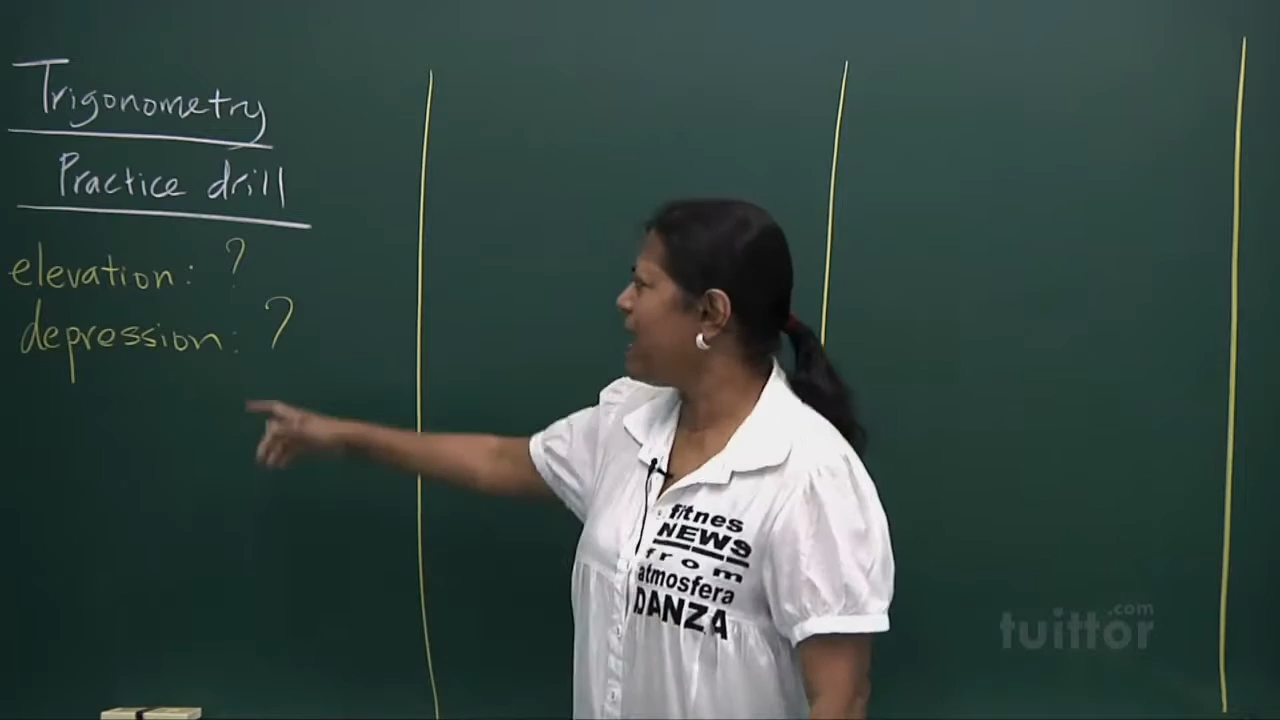 Trigonometry
Practice drill
elevation: ?
depression: ?
fitnes
NEWS
from
atmosfera
DANZA
tuittor.com